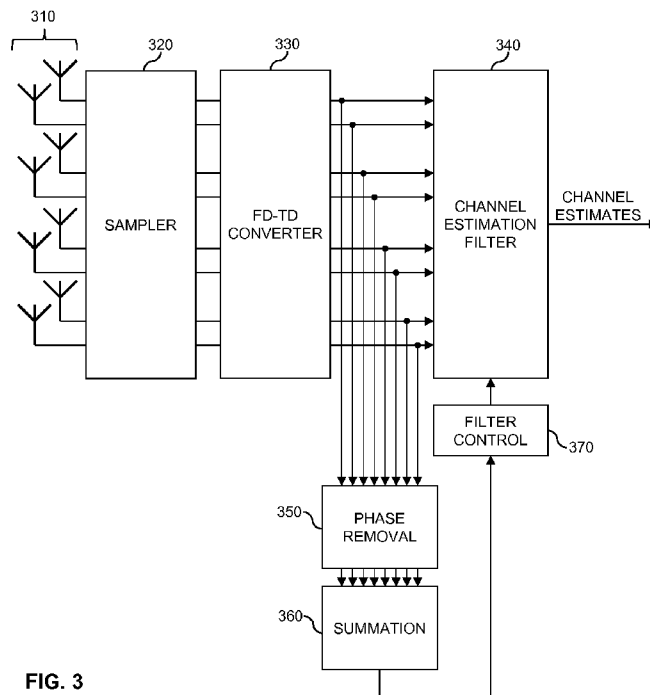 310
320
330
340
SAMPLER
FD-TD
CONVERTER
CHANNEL
ESTIMATION
FILTER
CHANNEL
ESTIMATES
FILTER
CONTROL
370
350
PHASE
REMOVAL
360
SUMMATION
FIG. 3